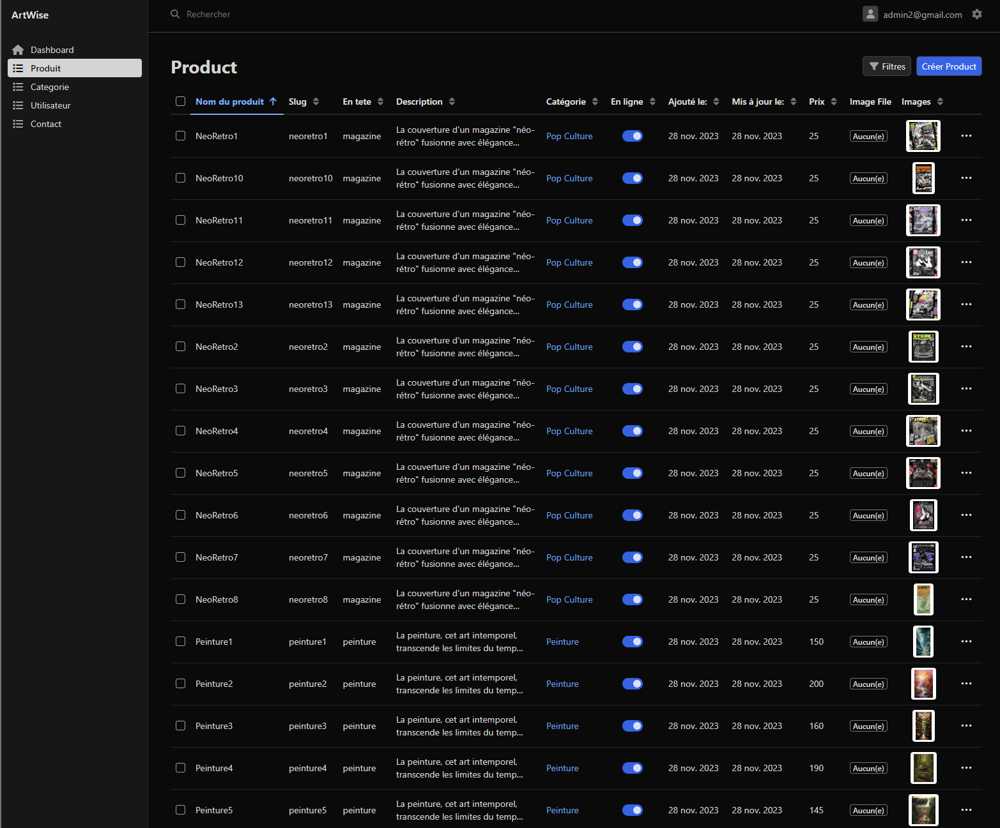 ArtWise
Rechercher
admin2@gmail.com
Dashboard
Produit
Categorie
Utilisateur
Contact
Product
Filtres
Créer Product
Nom du produit Slug En tete Description Catégorie En ligne Ajouté le: Mis à jour le: Prix Image File Images
NeoRetro1 neoretro1 magazine La couverture d'un magazine "néo-
rétro" fusionne avec élégance... Pop Culture 28 nov. 2023 28 nov. 2023 25 Aucun(e)
NeoRetro10 neoretro10 magazine La couverture d'un magazine "néo-
rétro" fusionne avec élégance... Pop Culture 28 nov. 2023 28 nov. 2023 25 Aucun(e)
NeoRetro11 neoretro11 magazine La couverture d'un magazine "néo-
rétro" fusionne avec élégance... Pop Culture 28 nov. 2023 28 nov. 2023 25 Aucun(e)
NeoRetro12 neoretro12 magazine La couverture d'un magazine "néo-
rétro" fusionne avec élégance... Pop Culture 28 nov. 2023 28 nov. 2023 25 Aucun(e)
NeoRetro13 neoretro13 magazine La couverture d'un magazine "néo-
rétro" fusionne avec élégance... Pop Culture 28 nov. 2023 28 nov. 2023 25 Aucun(e)
NeoRetro2 neoretro2 magazine La couverture d'un magazine "néo-
rétro" fusionne avec élégance... Pop Culture 28 nov. 2023 28 nov. 2023 25 Aucun(e)
NeoRetro3 neoretro3 magazine La couverture d'un magazine "néo-
rétro" fusionne avec élégance... Pop Culture 28 nov. 2023 28 nov. 2023 25 Aucun(e)
NeoRetro4 neoretro4 magazine La couverture d'un magazine "néo-
rétro" fusionne avec élégance... Pop Culture 28 nov. 2023 28 nov. 2023 25 Aucun(e)
NeoRetro5 neoretro5 magazine La couverture d'un magazine "néo-
rétro" fusionne avec élégance... Pop Culture 28 nov. 2023 28 nov. 2023 25 Aucun(e)
NeoRetro6 neoretro6 magazine La couverture d'un magazine "néo-
rétro" fusionne avec élégance... Pop Culture 28 nov. 2023 28 nov. 2023 25 Aucun(e)
NeoRetro7 neoretro7 magazine La couverture d'un magazine "néo-
rétro" fusionne avec élégance... Pop Culture 28 nov. 2023 28 nov. 2023 25 Aucun(e)
NeoRetro8 neoretro8 magazine La couverture d'un magazine "néo-
rétro" fusionne avec élégance... Pop Culture 28 nov. 2023 28 nov. 2023 25 Aucun(e)
Peinture1 peinture1 peinture La peinture, cet art intemporel,
transcende les limites du temp... Peinture 28 nov. 2023 28 nov. 2023 150 Aucun(e)
Peinture2 peinture2 peinture La peinture, cet art intemporel,
transcende les limites du temp... Peinture 28 nov. 2023 28 nov. 2023 200 Aucun(e)
Peinture3 peinture3 peinture La peinture, cet art intemporel,
transcende les limites du temp... Peinture 28 nov. 2023 28 nov. 2023 160 Aucun(e)
Peinture4 peinture4 peinture La peinture, cet art intemporel,
transcende les limites du temp... Peinture 28 nov. 2023 28 nov. 2023 190 Aucun(e)
Peinture5 peinture5 peinture La peinture, cet art intemporel,
transcende les limites du temp... Peinture 28 nov. 2023 28 nov. 2023 145 Aucun(e)